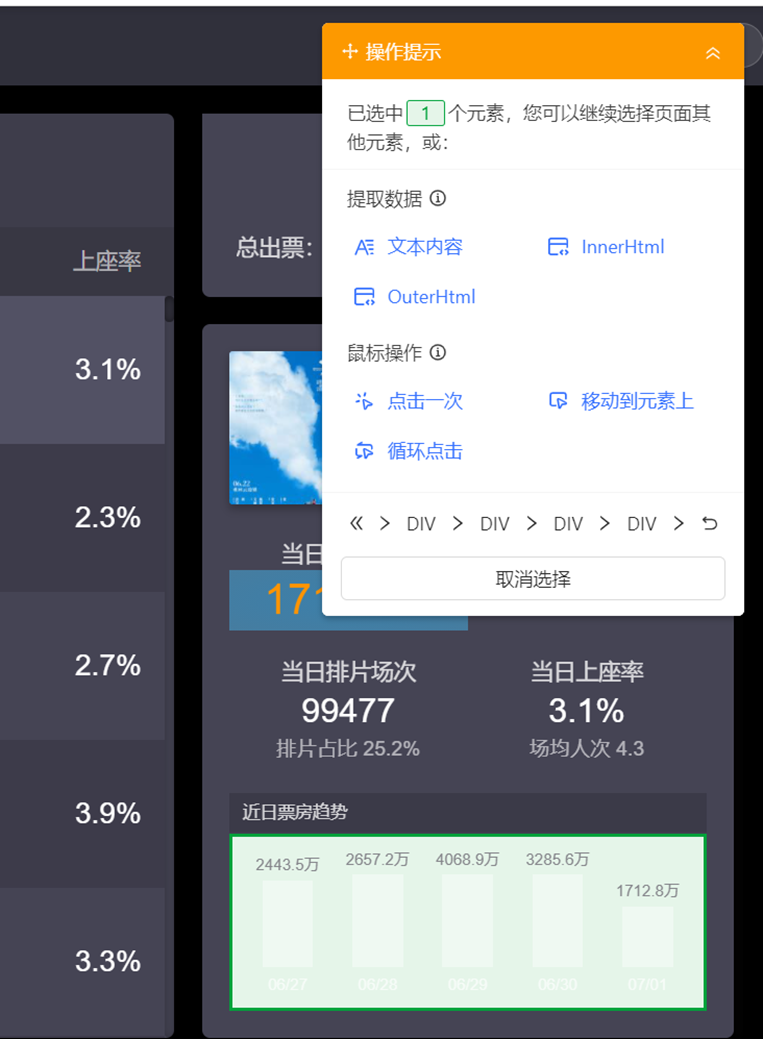 操作提示
已选中 1 个元素，您可以继续选择页面其
他元素，或：
提取数据
文本内容
InnerHtml
OuterHtml
鼠标操作
点击一次
移动到元素上
循环点击
DIV DIV DIV DIV
取消选择
上座率
3.1%
2.3%
2.7%
3.9%
3.3%
总出票：
06.22
当日
171
当日排片场次
99477
排片占比 25.2%
当日上座率
3.1%
场均人次 4.3
近日票房趋势
2443.5万 2657.2万 4068.9万 3285.6万 1712.8万
06/27 06/28 06/29 06/30 07/01